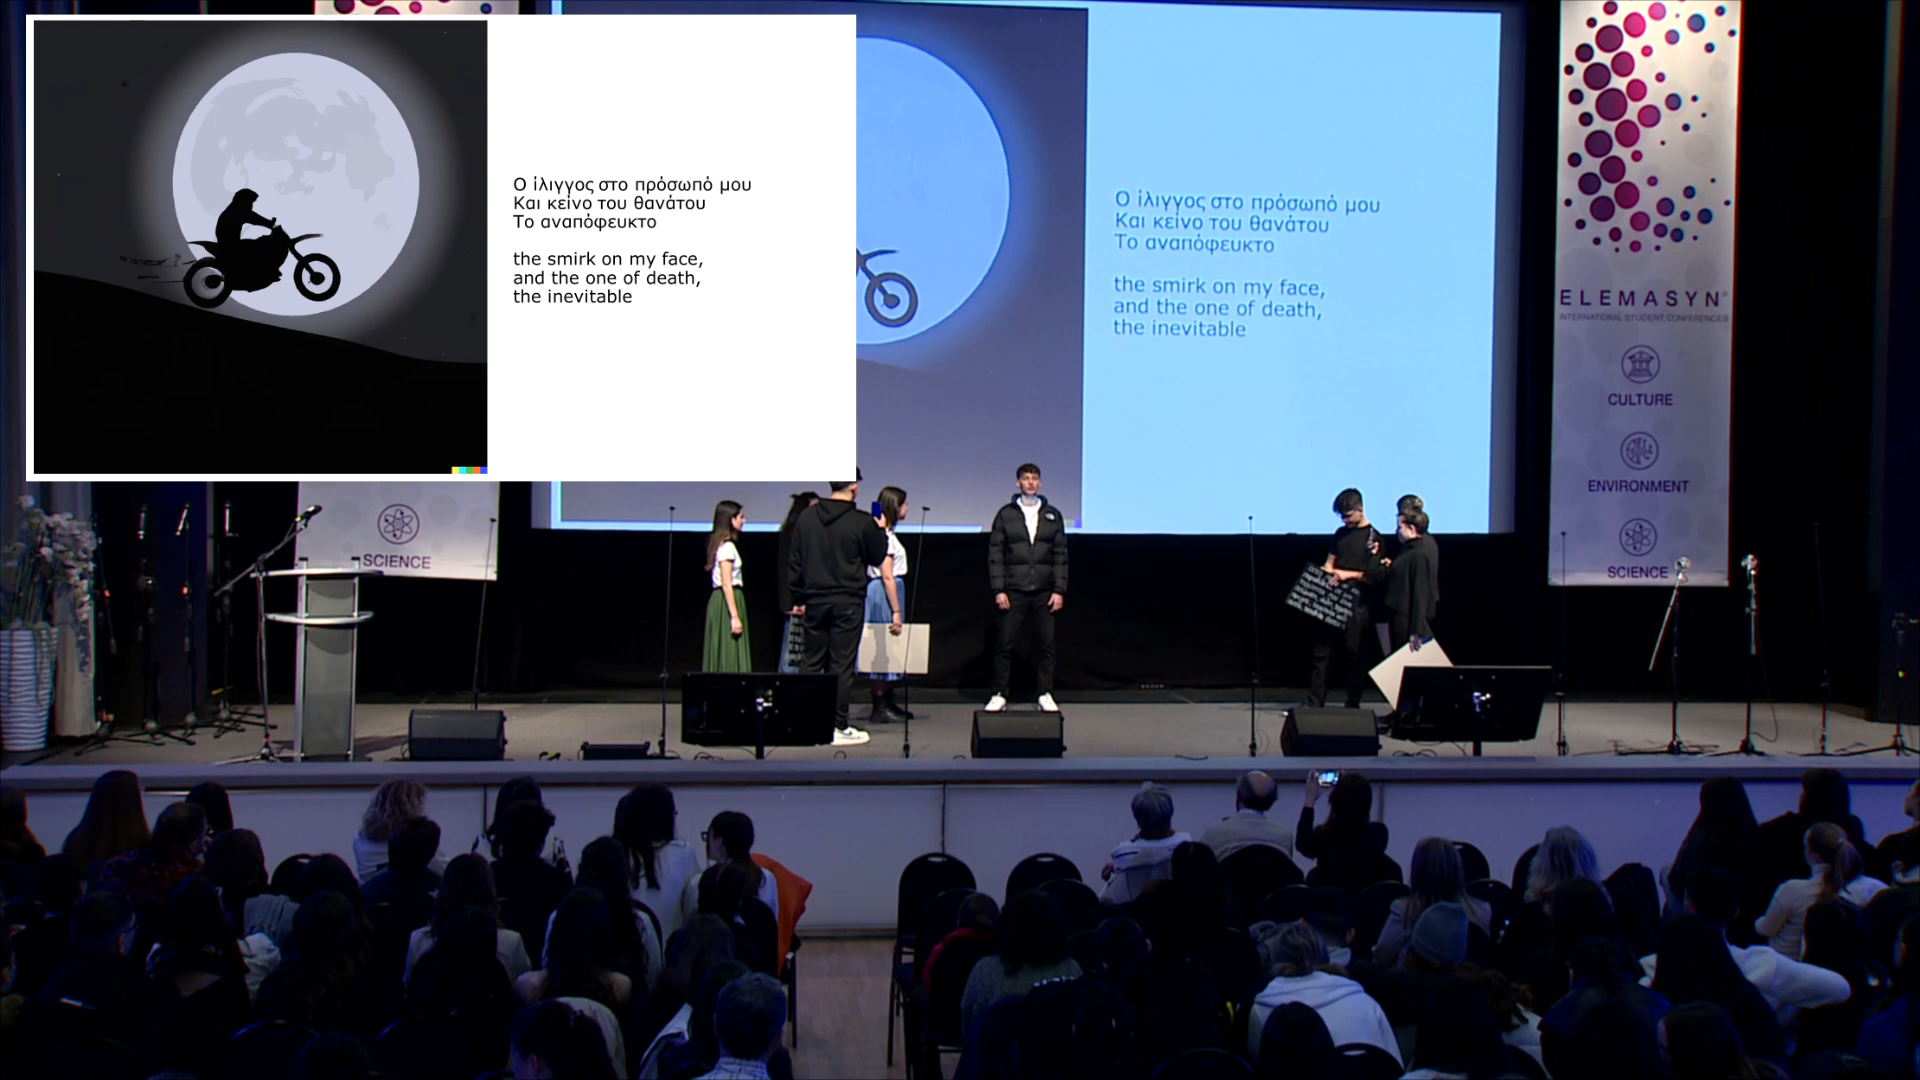 Ο ίλιγγος στο πρόσωπό μου
Και κείνο του θανάτου
Το αναπόφευκτο
the smirk on my face,
and the one of death,
the inevitable
Ο ίλιγγος στο πρόσωπό μου
Και κείνο του θανάτου
Το αναπόφευκτο
the smirk on my face,
and the one of death,
the inevitable
ELEMASYN
INTERNATIONAL STUDENT CONFERENCES
CULTURE
ENVIRONMENT
SCIENCE
SCIENCE